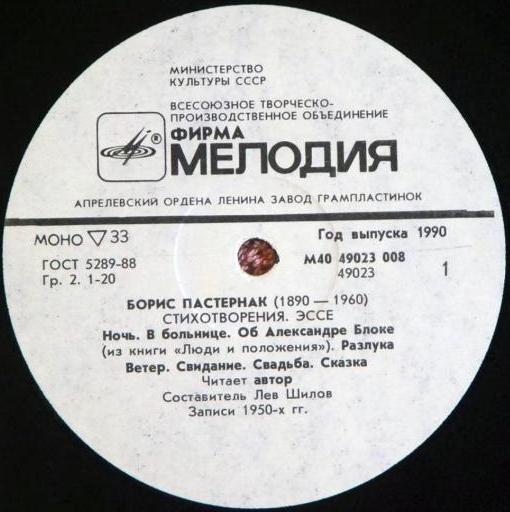 МИНИСТЕРСТВО
КУЛЬТУРЫ СССР
ВСЕСОЮЗНОЕ ТВОРЧЕСКО-
ПРОИЗВОДСТВЕННОЕ ОБЪЕДИНЕНИЕ
®
ФИРМА
МЕЛОДИЯ
АПРЕЛЕВСКИЙ ОРДЕНА ЛЕНИНА ЗАВОД ГРАМПЛАСТИНОК
МОНО ▽ 33
Год выпуска 1990
ГОСТ 5289-88
М40 49023 008
Гр. 2. 1-20
49023
1
БОРИС ПАСТЕРНАК (1890 — 1960)
СТИХОТВОРЕНИЯ. ЭССЕ
Ночь. В больнице. Об Александре Блоке
(из книги «Люди и положения»). Разлука
Ветер. Свидание. Свадьба. Сказка
Читает автор
Составитель Лев Шилов
Записи 1950-х гг.